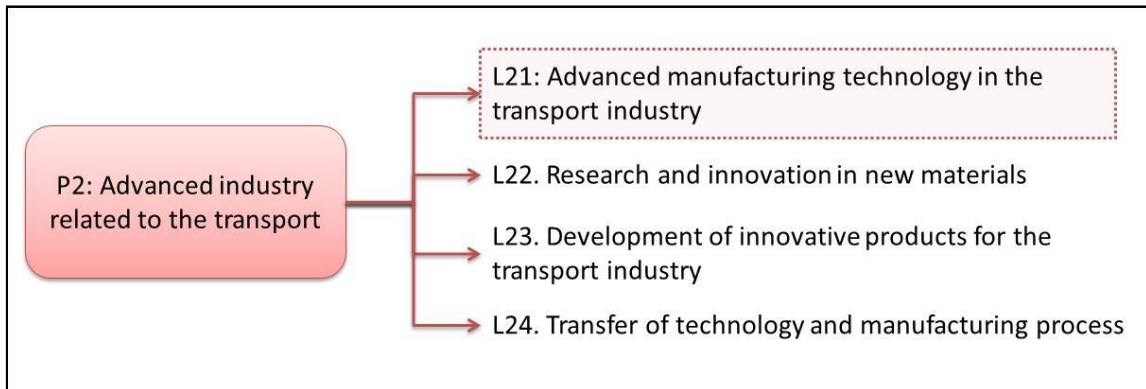 P2: Advanced industry
related to the transport
L21: Advanced manufacturing technology in the
transport industry
L22. Research and innovation in new materials
L23. Development of innovative products for the
transport industry
L24. Transfer of technology and manufacturing process